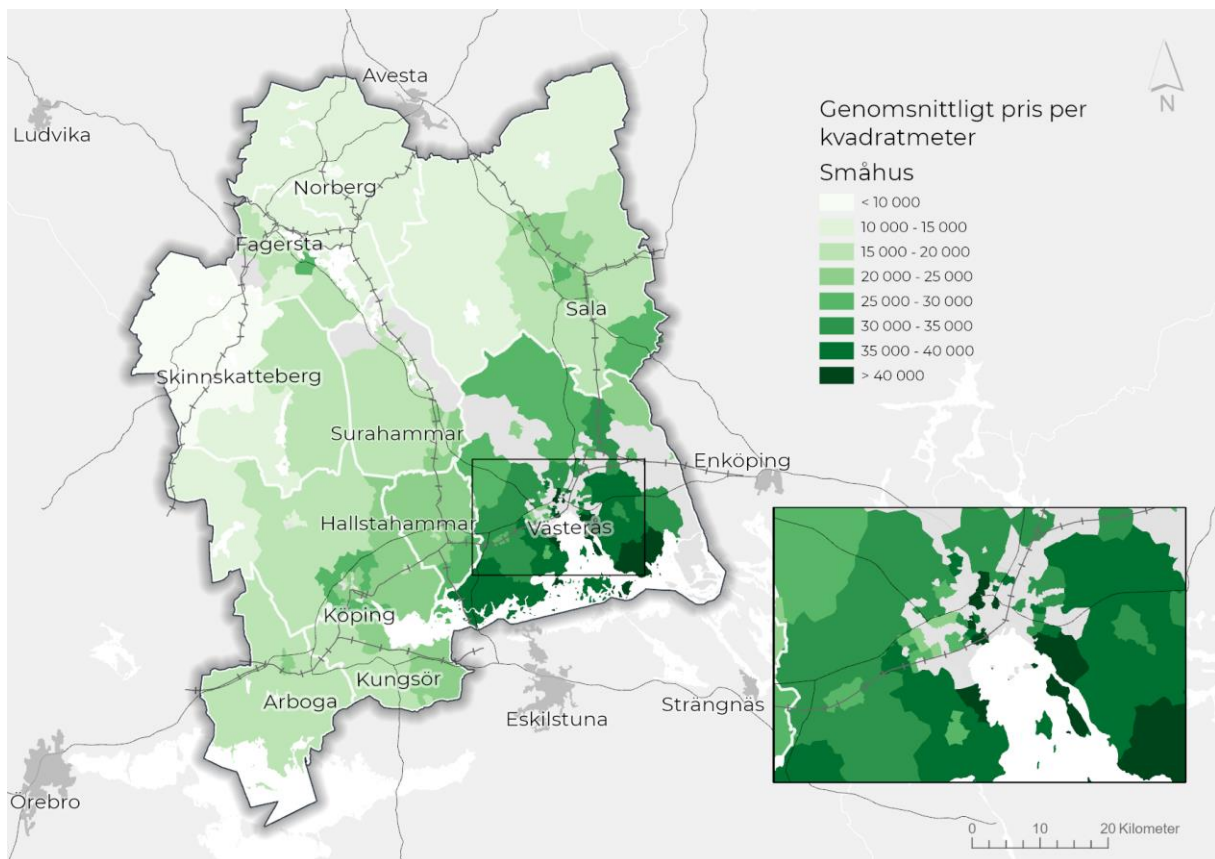 Avesta
Ludvika
Norberg
Fagersta
Sala
Skinnskatteberg
Surahammar
Enköping
Hallstahammar
Västerås
Köping
Kungsör
Arboga
Eskilstuna
Strängnäs
Örebro
N
Genomsnittligt pris per
kvadratmeter
Småhus
< 10 000
10 000 - 15 000
15 000 - 20 000
20 000 - 25 000
25 000 - 30 000
30 000 - 35 000
35 000 - 40 000
> 40 000
0 10 20 Kilometer